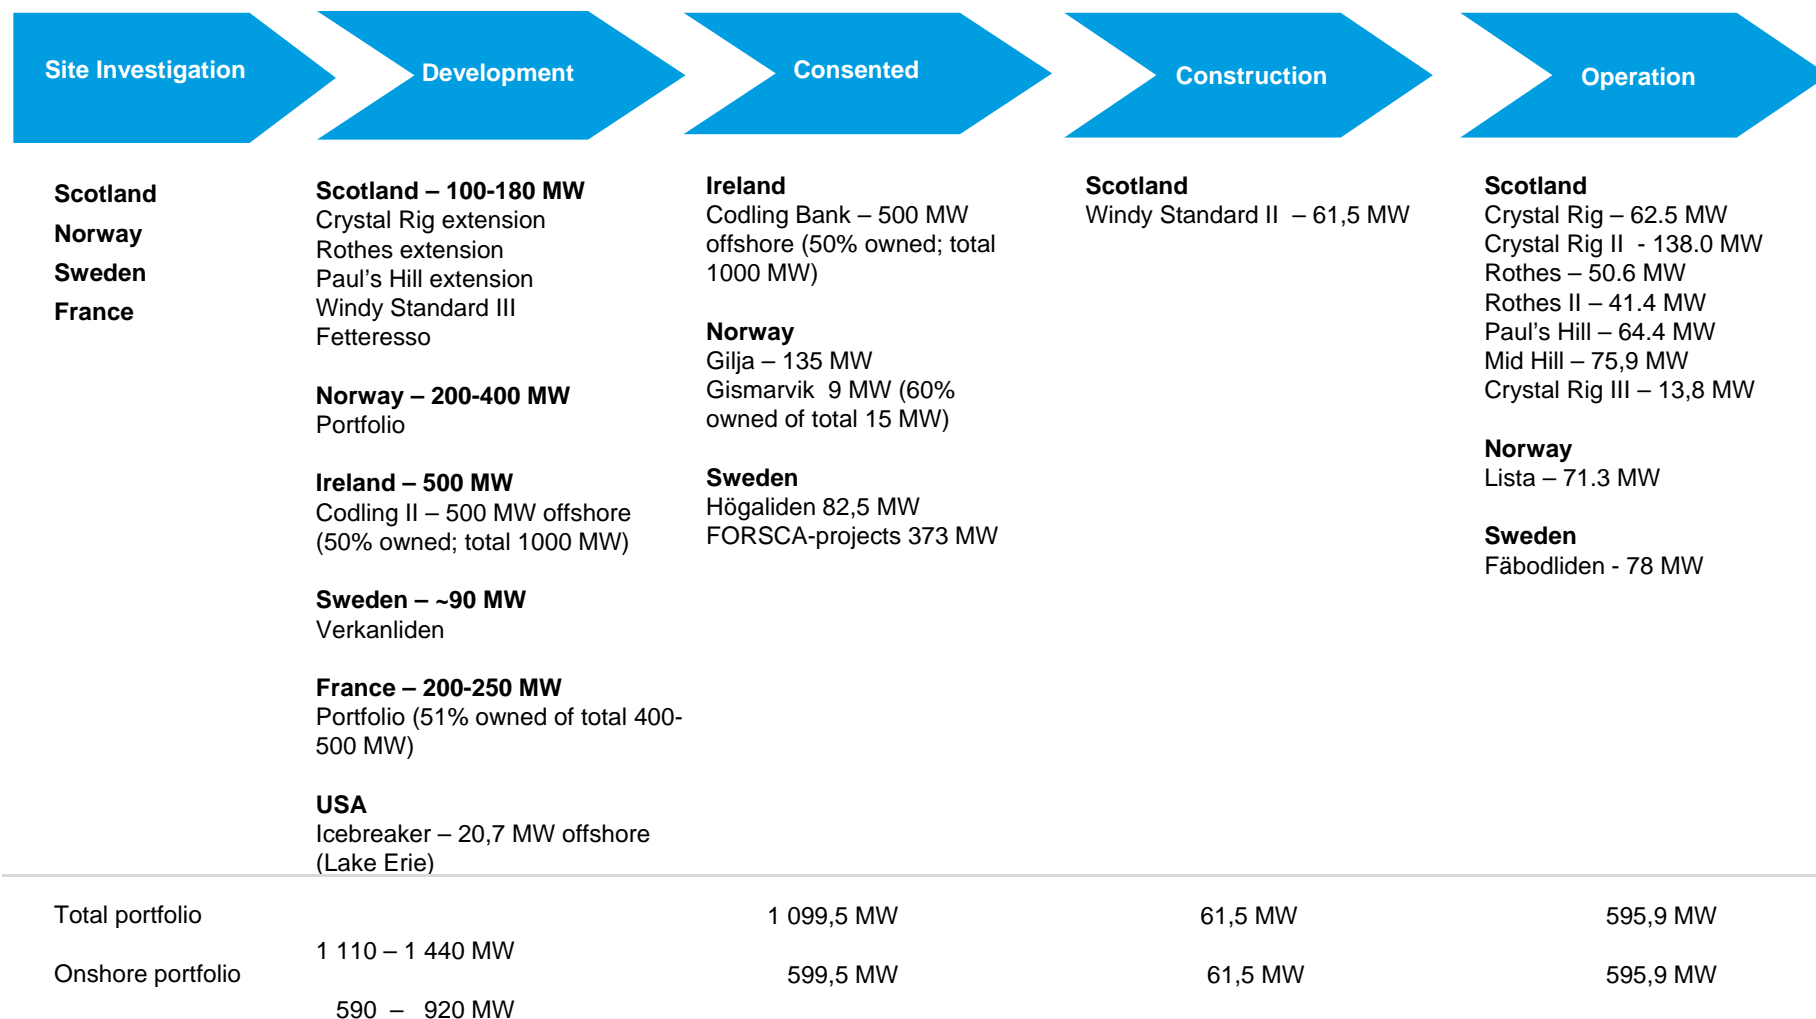 Site Investigation
Development
Consented
Construction
Operation
Scotland
Norway
Sweden
France
Scotland – 100-180 MW
Crystal Rig extension
Rothes extension
Paul’s Hill extension
Windy Standard III
Fetteresso
Norway – 200-400 MW
Portfolio
Ireland – 500 MW
Codling II – 500 MW offshore
(50% owned; total 1000 MW)
Sweden – ~90 MW
Verkanliden
France – 200-250 MW
Portfolio (51% owned of total 400-
500 MW)
USA
Icebreaker – 20,7 MW offshore
(Lake Erie)
Ireland
Codling Bank – 500 MW
offshore (50% owned; total
1000 MW)
Norway
Gilja – 135 MW
Gismarvik  9 MW (60%
owned of total 15 MW)
Sweden
Högaliden 82,5 MW
FORSCA-projects 373 MW
Scotland
Windy Standard II  – 61,5 MW
Scotland
Crystal Rig – 62.5 MW
Crystal Rig II  - 138.0 MW
Rothes – 50.6 MW
Rothes II – 41.4 MW
Paul’s Hill – 64.4 MW
Mid Hill – 75,9 MW
Crystal Rig III – 13,8 MW
Norway
Lista – 71.3 MW
Sweden
Fäbodliden - 78 MW
Total portfolio
1 110 – 1 440 MW
1 099,5 MW
61,5 MW
595,9 MW
Onshore portfolio
590  –   920 MW
599,5 MW
61,5 MW
595,9 MW